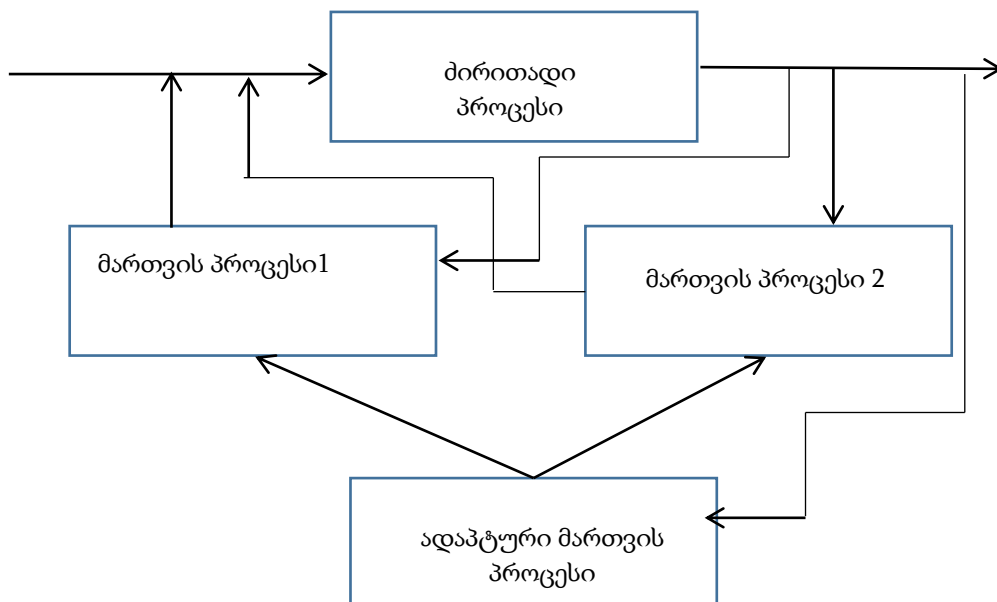 ძირითადი
პროცესი
მართვის პროცესი1
მართვის პროცესი 2
ადაპტური მართვის
პროცესი